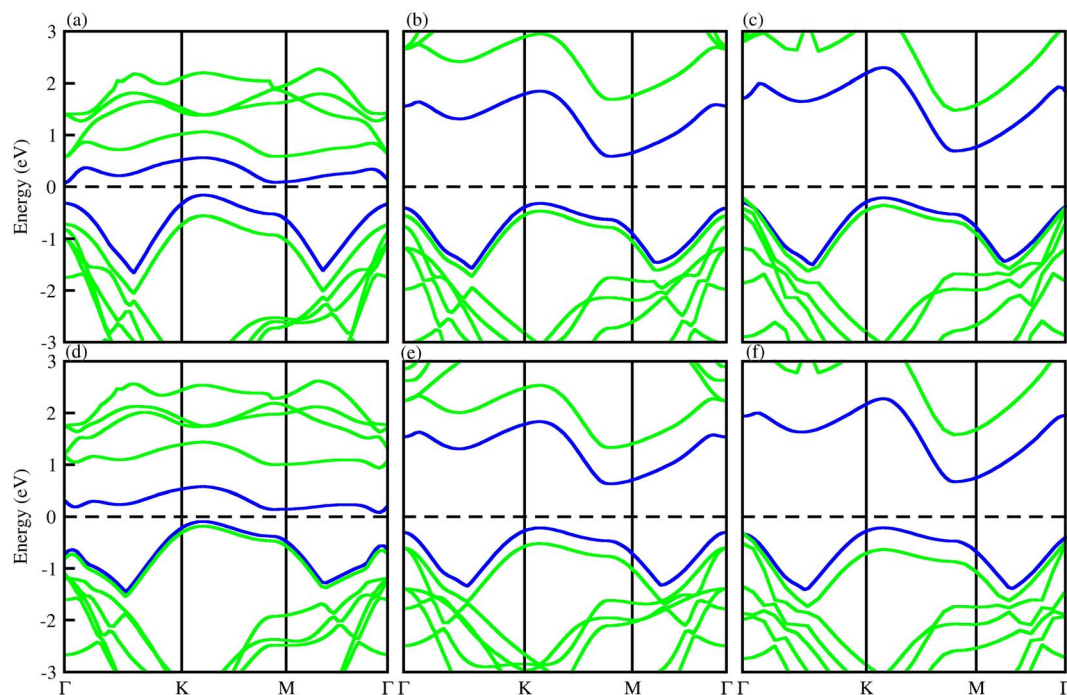 (a) (b) (c)
3
2
1
0
-1
-2
-3
Energy (eV)
(d) (e) (f)
3
2
1
0
-1
-2
-3
Energy (eV)
Γ K M Γ Γ K M Γ Γ K M Γ